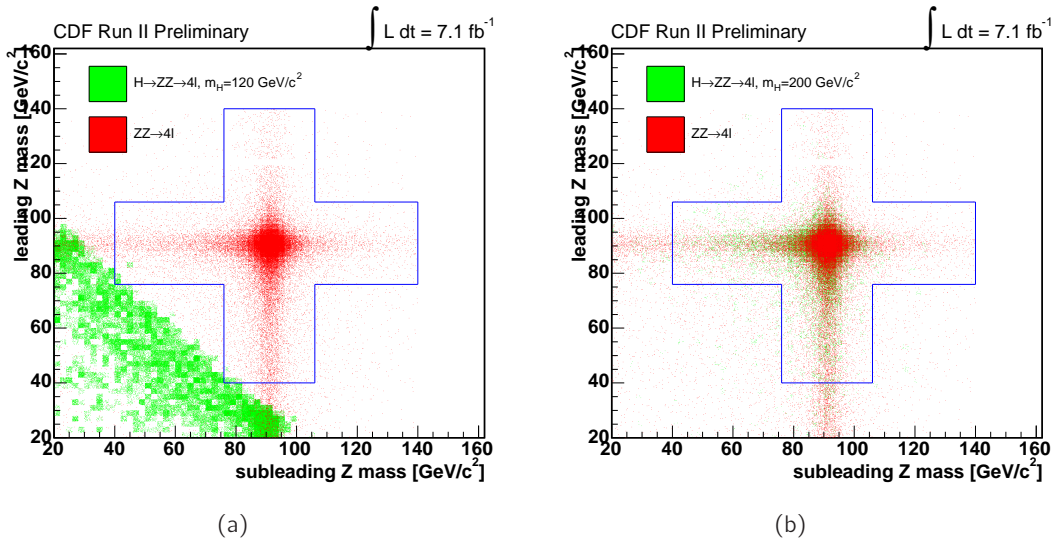 CDF Run II Preliminary
∫ L dt = 7.1 fb⁻¹
H→ZZ→4l, m_H=120 GeV/c²
ZZ→4l
leading Z mass [GeV/c²]
160
140
120
100
80
60
40
20
20 40 60 80 100 120 140 160
subleading Z mass [GeV/c²]
(a)
CDF Run II Preliminary
∫ L dt = 7.1 fb⁻¹
H→ZZ→4l, m_H=200 GeV/c²
ZZ→4l
leading Z mass [GeV/c²]
160
140
120
100
80
60
40
20
20 40 60 80 100 120 140 160
subleading Z mass [GeV/c²]
(b)